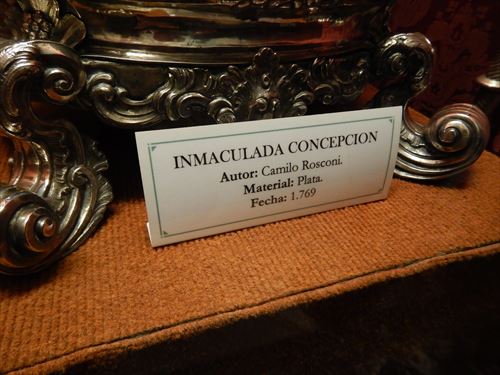 INMACULADA CONCEPCION
Autor: Camilo Rosconi.
Material: Plata.
Fecha: 1.769